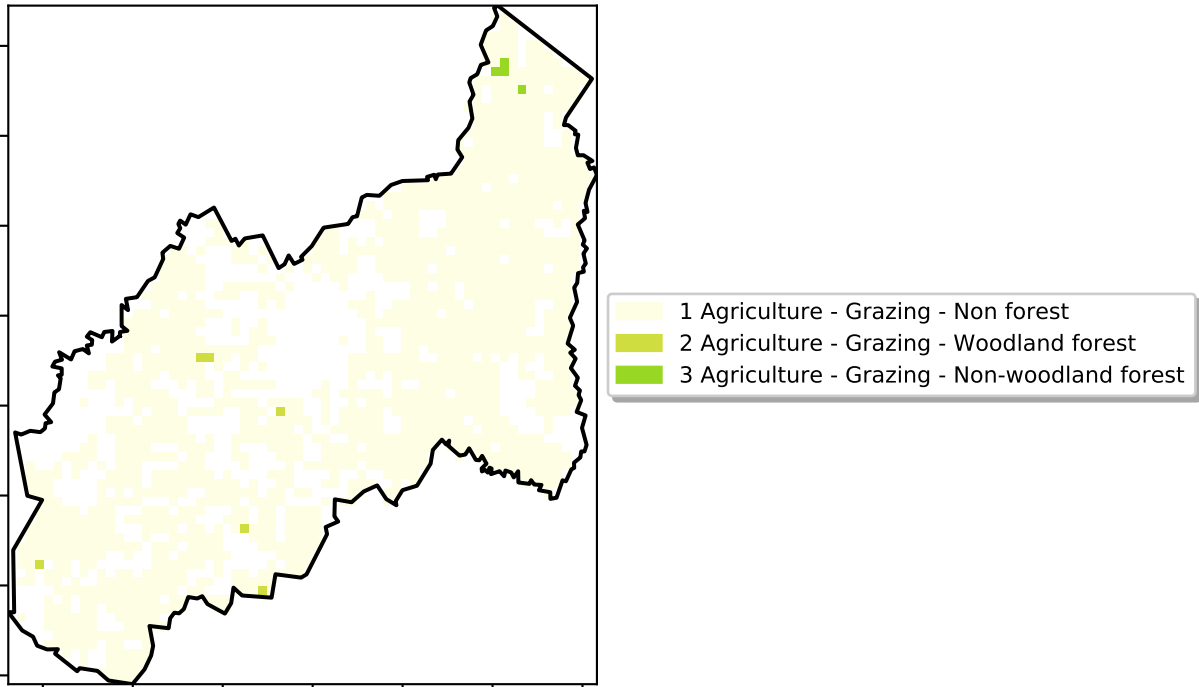 1 Agriculture - Grazing - Non forest
2 Agriculture - Grazing - Woodland forest
3 Agriculture - Grazing - Non-woodland forest